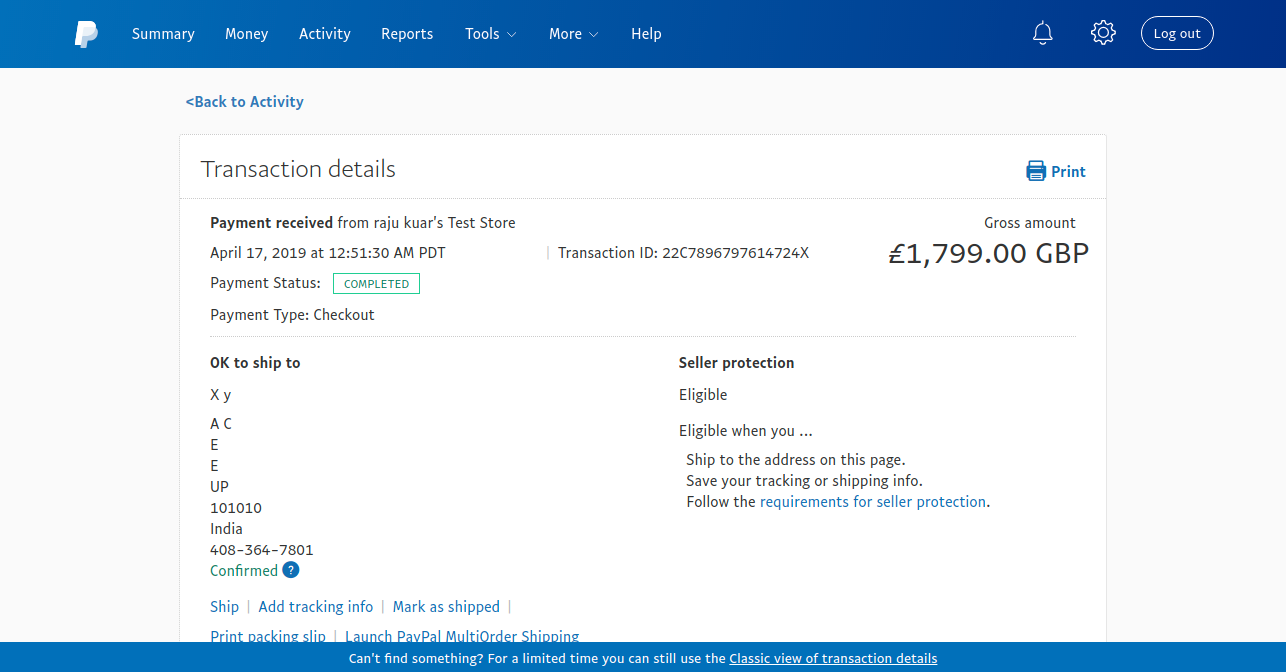 Summary Money Activity Reports Tools More Help Log out
<Back to Activity
Transaction details
Print
Payment received from raju kuar's Test Store
Gross amount
April 17, 2019 at 12:51:30 AM PDT | Transaction ID: 22C7896797614724X
£1,799.00 GBP
Payment Status: COMPLETED
Payment Type: Checkout
OK to ship to
X y
A C
E
E
UP
101010
India
408-364-7801
Confirmed ?
Seller protection
Eligible
Eligible when you ...
Ship to the address on this page.
Save your tracking or shipping info.
Follow the requirements for seller protection.
Ship | Add tracking info | Mark as shipped |
Print packing slip | Launch PayPal MultiOrder Shipping
Can't find something? For a limited time you can still use the Classic view of transaction details